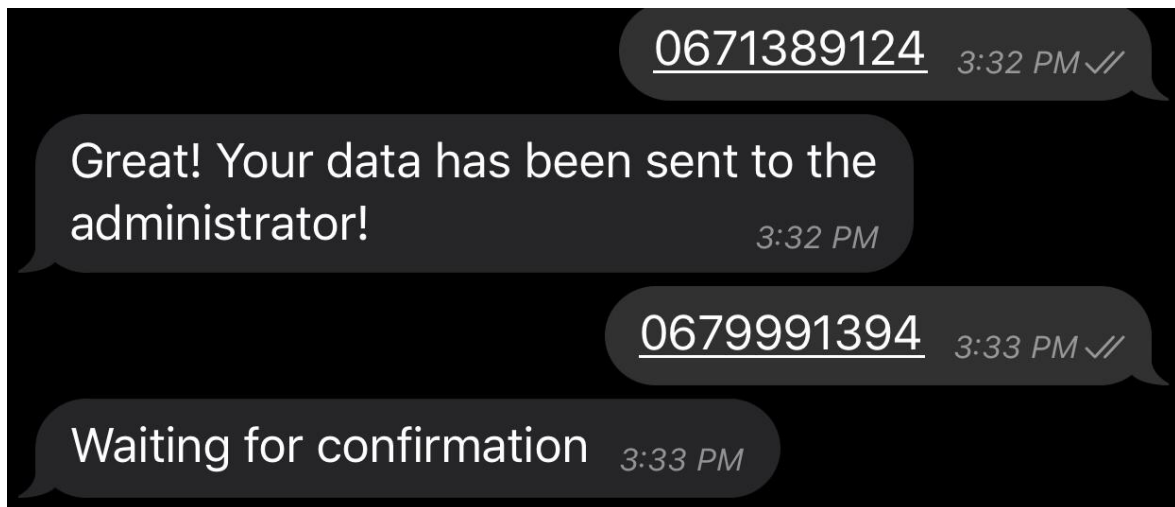 0671389124 3:32 PM
Great! Your data has been sent to the
administrator! 3:32 PM
0679991394 3:33 PM
Waiting for confirmation 3:33 PM